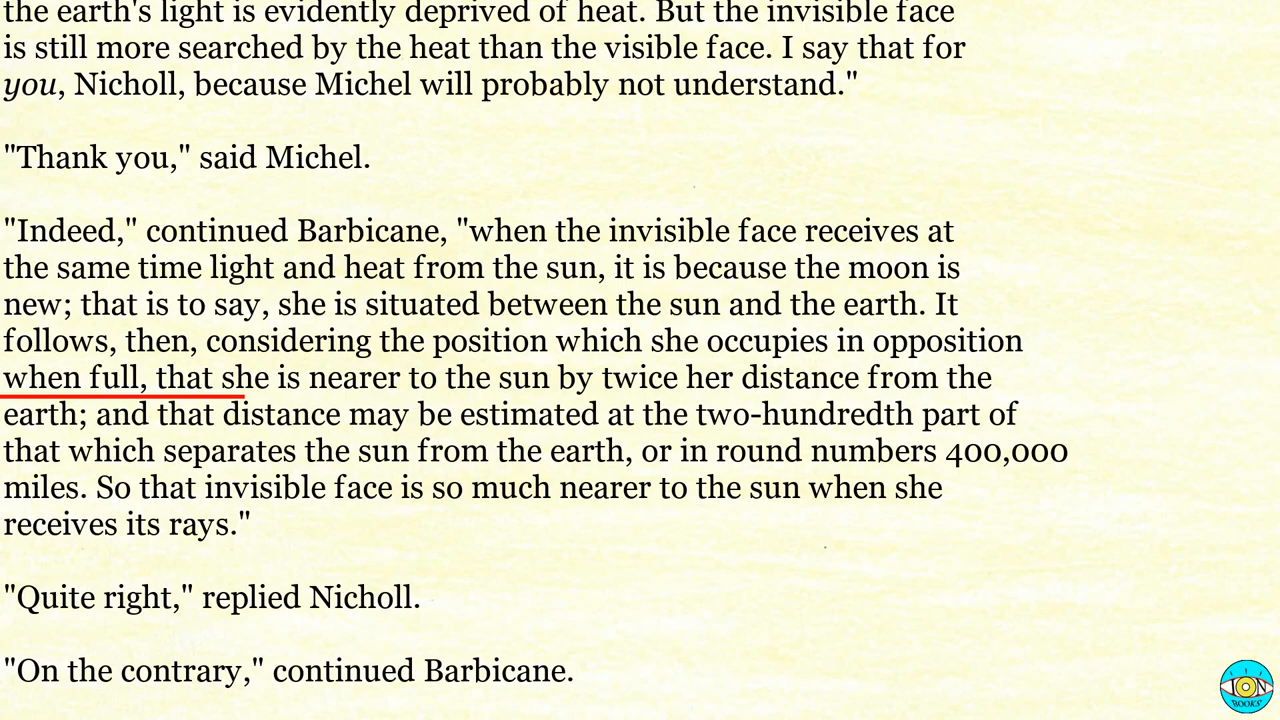 the earth's light is evidently deprived of heat. But the invisible face
is still more searched by the heat than the visible face. I say that for
you, Nicholl, because Michel will probably not understand."
"Thank you," said Michel.
"Indeed," continued Barbicane, "when the invisible face receives at
the same time light and heat from the sun, it is because the moon is
new; that is to say, she is situated between the sun and the earth. It
follows, then, considering the position which she occupies in opposition
when full, that she is nearer to the sun by twice her distance from the
earth; and that distance may be estimated at the two-hundredth part of
that which separates the sun from the earth, or in round numbers 400,000
miles. So that invisible face is so much nearer to the sun when she
receives its rays."
"Quite right," replied Nicholl.
"On the contrary," continued Barbicane.
ION
BOOKS